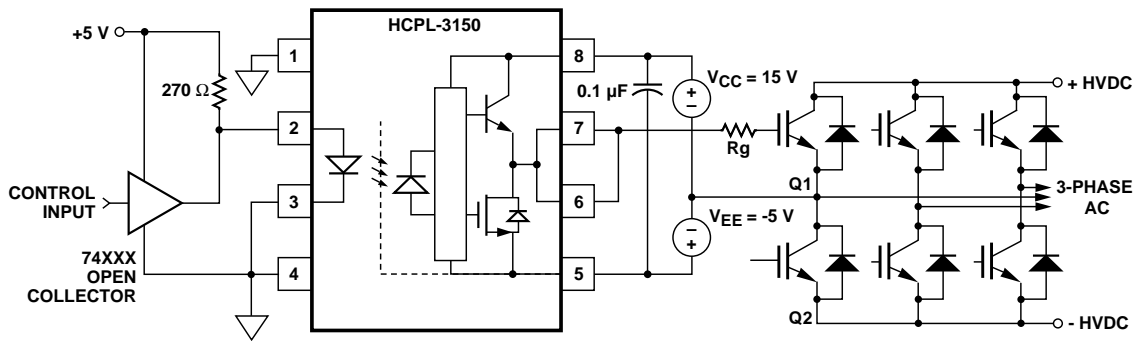 HCPL-3150
+5 V
270 Ω
1
2
3
4
8
7
6
5
0.1 µF
VCC = 15 V
VEE = -5 V
Rg
Q1
Q2
+ HVDC
- HVDC
3-PHASE
AC
CONTROL
INPUT
74XXX
OPEN
COLLECTOR
+
−
−
+